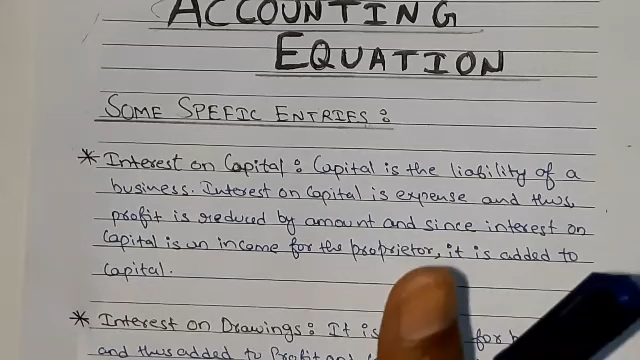 ACCOUNTING
EQUATION
SOME SPEFIC ENTRIES :
* Interest on Capital : Capital is the liability of a
business. Interest on Capital is expense and thus,
profit is reduced by amount and since interest on
Capital is an income for the proprietor, it is added to
Capital.
* Interest on Drawings : It is for
and thus added to Profit and